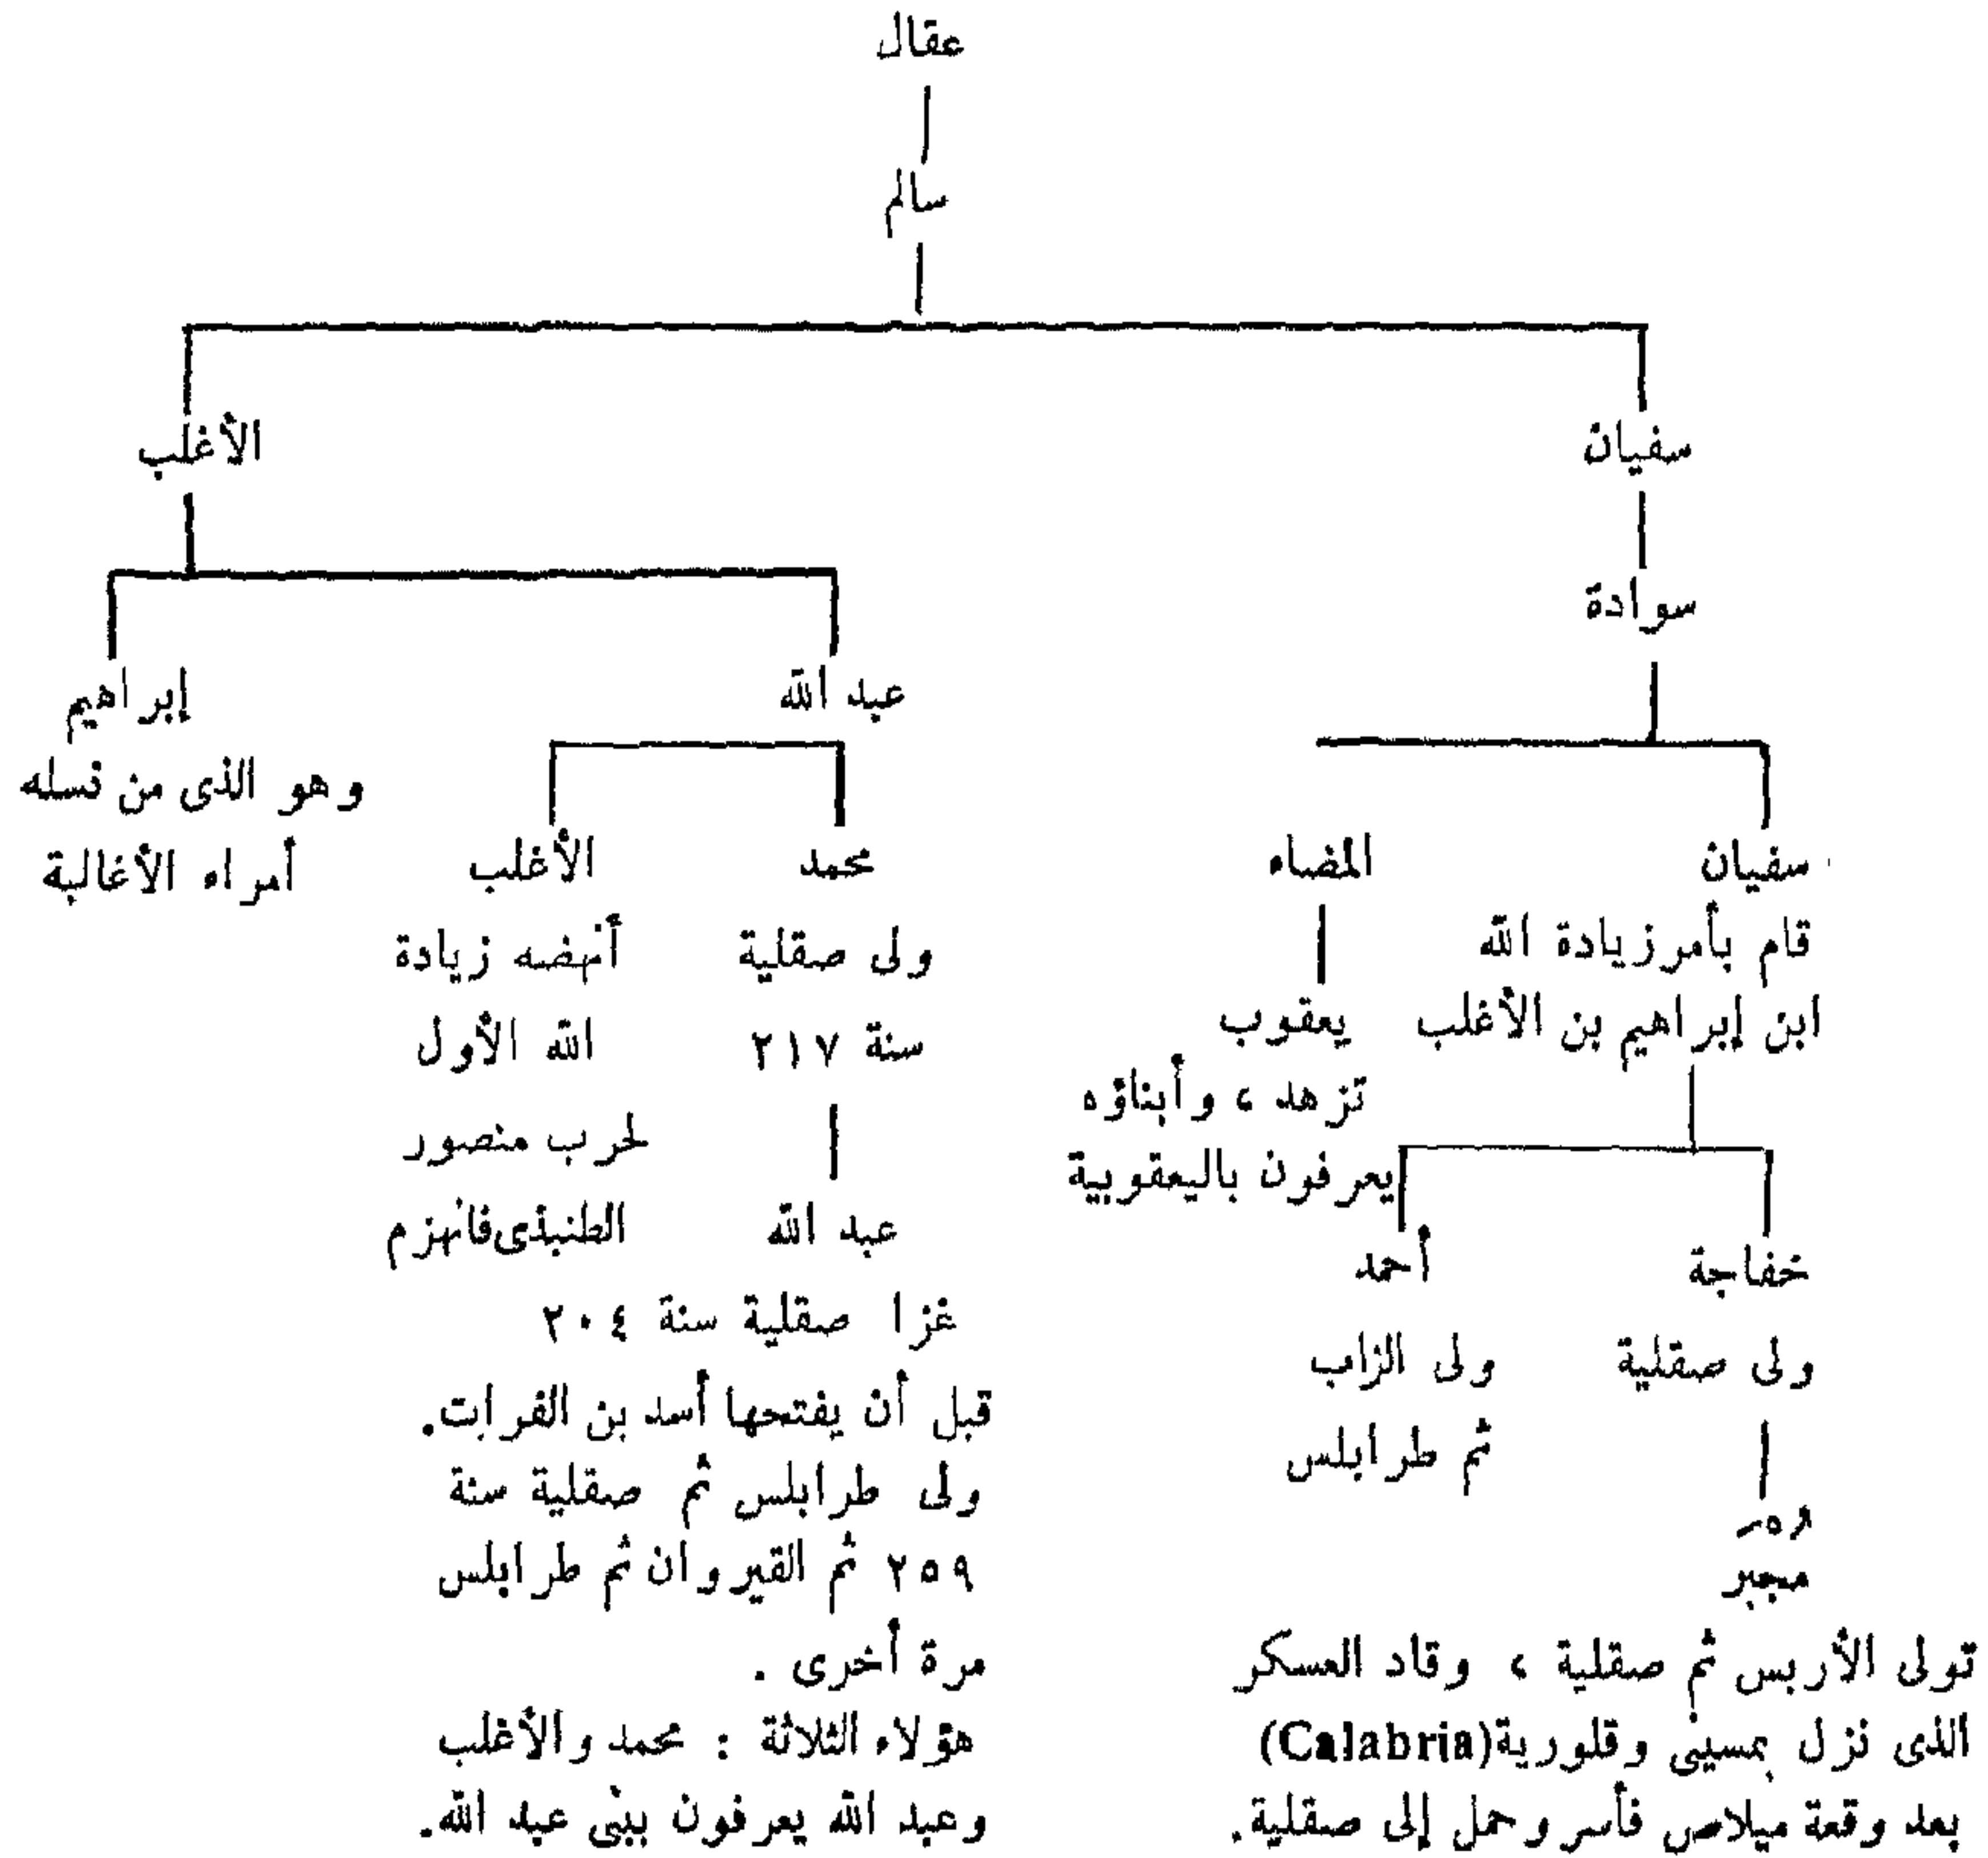 عقال
سالم
سفيان
الأغلب
سوادة
عبد الله
إبراهيم
وهو الذى من نسله
أمراء الأغالبة
سفيان
قام بأمر زيادة الله
ابن إبراهيم بن الأغلب
المضاء
يعقوب
تزهد ، وأبناؤه
يعرفون باليعقوبية
خفاجة
ولى صقلية
أحمد
ولى الزاب
ثم طرابلس
مجبر
تولى الأربس ثم صقلية ، وقاد العسكر
الذى نزل بمسينى وقلورية (Calabria)
بعد وقعة ميلاص فأسر وحمل إلى صقلية.
محمد
ولى صقلية
سنة ٢١٧
الأغلب
أنهضه زيادة
الله الأول
لحرب منصور
الطنبذى فانهزم
عبد الله
غزا صقلية سنة ٢٠٤
قبل أن يفتحها أسد بن الفرات.
ولى طرابلس ثم صقلية سنة
٢٥٩ ثم القيروان ثم طرابلس
مرة أخرى .
هؤلاء الثلاثة : محمد والأغلب
وعبد الله يعرفون ببنى عبد الله.